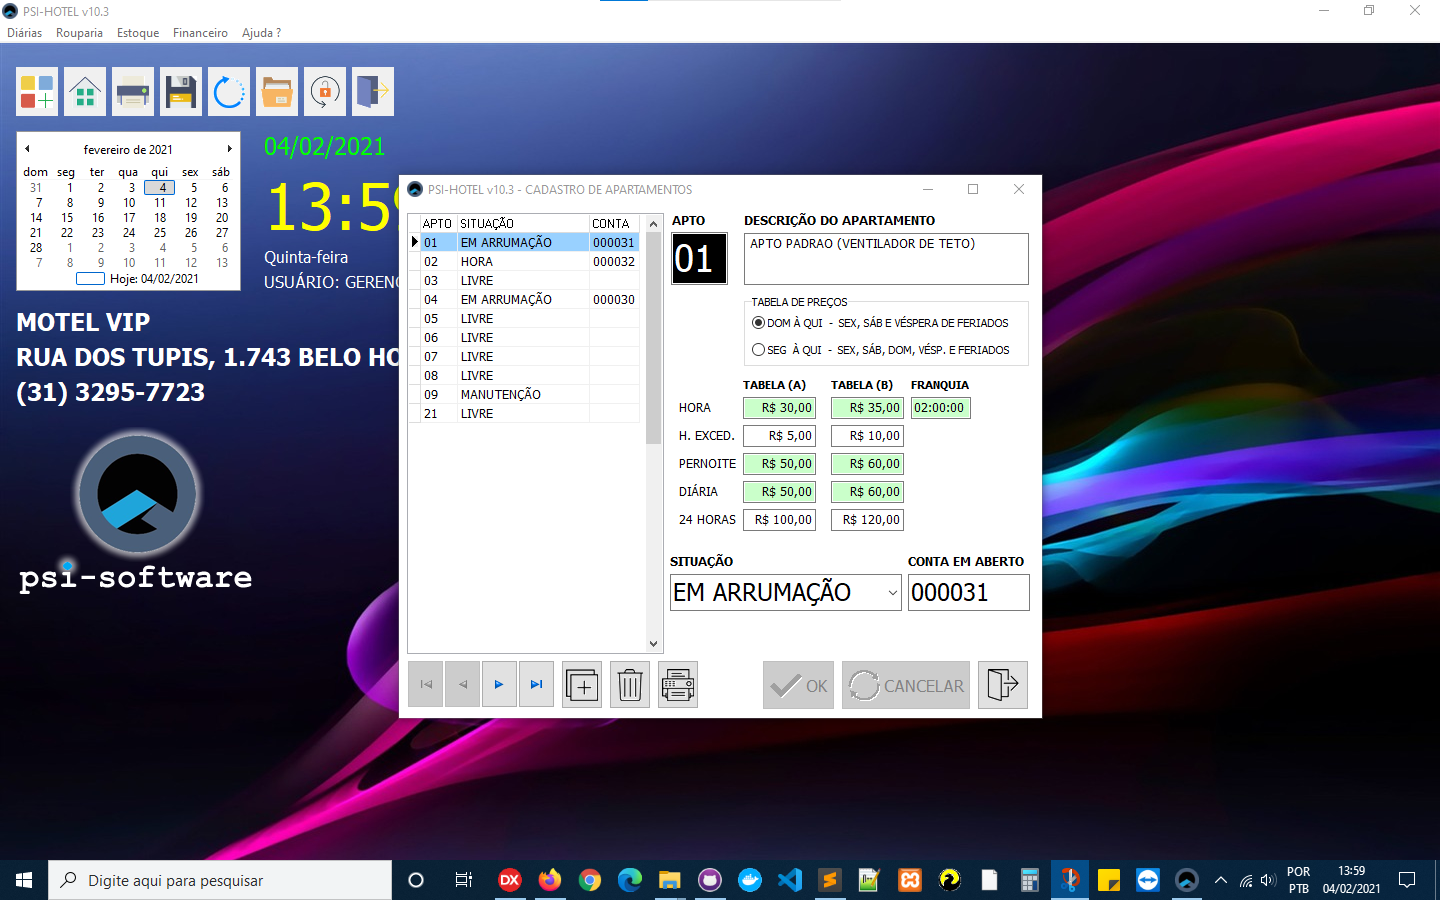 PSI-HOTEL v10.3
Diárias Rouparia Estoque Financeiro Ajuda ?
fevereiro de 2021
dom seg ter qua qui sex sáb
31 1 2 3 4 5 6
7 8 9 10 11 12 13
14 15 16 17 18 19 20
21 22 23 24 25 26 27
28 1 2 3 4 5 6
7 8 9 10 11 12 13
Hoje: 04/02/2021
04/02/2021
13:59
Quinta-feira
USUÁRIO: GERENC
MOTEL VIP
RUA DOS TUPIS, 1.743 BELO HO
(31) 3295-7723
psi-software
PSI-HOTEL v10.3 - CADASTRO DE APARTAMENTOS
APTO SITUAÇÃO CONTA
01 EM ARRUMAÇÃO 000031
02 HORA 000032
03 LIVRE
04 EM ARRUMAÇÃO 000030
05 LIVRE
06 LIVRE
07 LIVRE
08 LIVRE
09 MANUTENÇÃO
21 LIVRE
APTO
01
DESCRIÇÃO DO APARTAMENTO
APTO PADRAO (VENTILADOR DE TETO)
TABELA DE PREÇOS
DOM À QUI - SEX, SÁB E VÉSPERA DE FERIADOS
SEG À QUI - SEX, SÁB, DOM, VÉSP. E FERIADOS
TABELA (A) TABELA (B) FRANQUIA
HORA R$ 30,00 R$ 35,00 02:00:00
H. EXCED. R$ 5,00 R$ 10,00
PERNOITE R$ 50,00 R$ 60,00
DIÁRIA R$ 50,00 R$ 60,00
24 HORAS R$ 100,00 R$ 120,00
SITUAÇÃO CONTA EM ABERTO
EM ARRUMAÇÃO 000031
OK CANCELAR
Digite aqui para pesquisar
DX
POR
PTB
13:59
04/02/2021